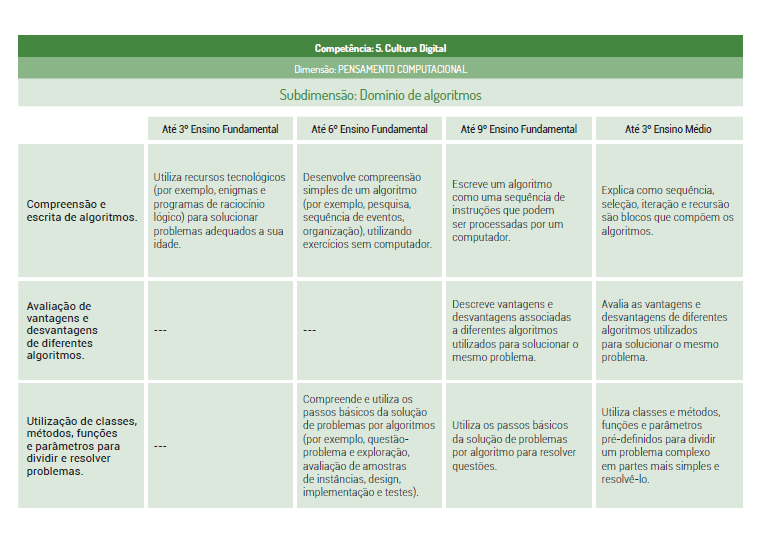 Competência: 5. Cultura Digital
Dimensão: PENSAMENTO COMPUTACIONAL
Subdimensão: Domínio de algoritmos
Até 3º Ensino Fundamental
Até 6º Ensino Fundamental
Até 9º Ensino Fundamental
Até 3º Ensino Médio
Compreensão e
escrita de algoritmos.
Utiliza recursos tecnológicos
(por exemplo, enigmas e
programas de raciocínio
lógico) para solucionar
problemas adequados a sua
idade.
Desenvolve compreensão
simples de um algoritmo
(por exemplo, pesquisa,
sequência de eventos,
organização), utilizando
exercícios sem computador.
Escreve um algoritmo
como uma sequência de
instruções que podem
ser processadas por um
computador.
Explica como sequência,
seleção, iteração e recursão
são blocos que compõem os
algoritmos.
Avaliação de
vantagens e
desvantagens
de diferentes
algoritmos.
---
---
Descreve vantagens e
desvantagens associadas
a diferentes algoritmos
utilizados para solucionar o
mesmo problema.
Avalia as vantagens e
desvantagens de diferentes
algoritmos utilizados
para solucionar o mesmo
problema.
Utilização de classes,
métodos, funções
e parâmetros para
dividir e resolver
problemas.
---
Compreende e utiliza os
passos básicos da solução
de problemas por algoritmos
(por exemplo, questão-
problema e exploração,
avaliação de amostras
de instâncias, design,
implementação e testes).
Utiliza os passos básicos
da solução de problemas
por algoritmo para resolver
questões.
Utiliza classes e métodos,
funções e parâmetros
pré-definidos para dividir
um problema complexo
em partes mais simples e
resolvê-lo.